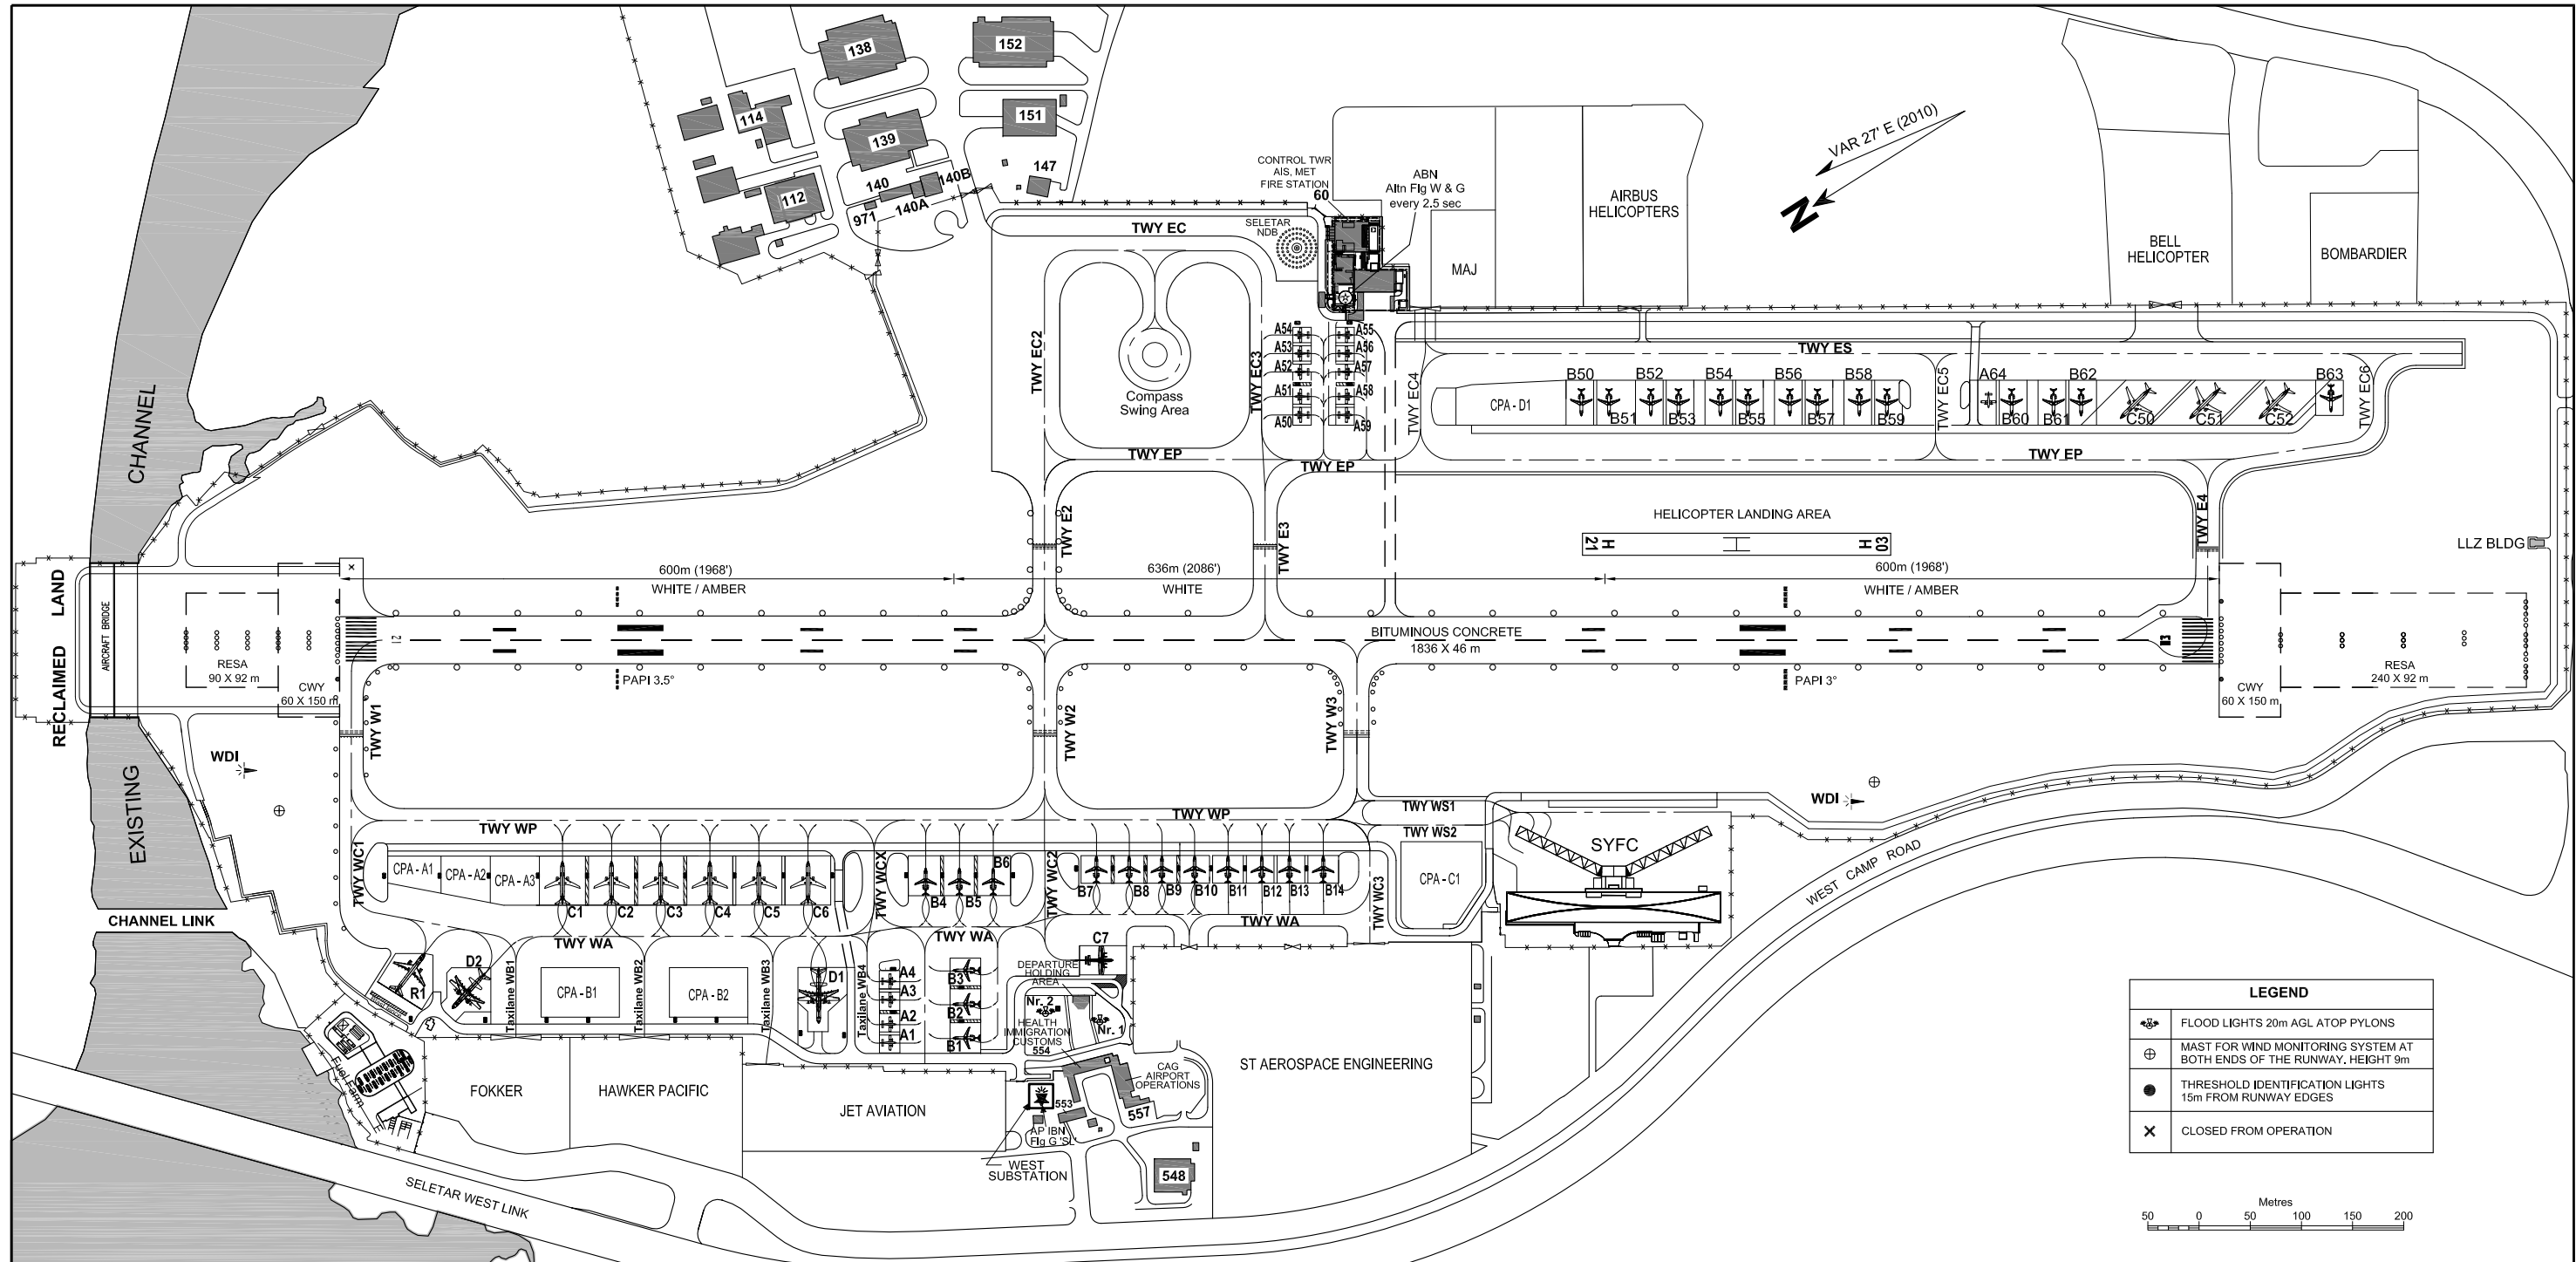 138
152
114
139
151
112
140
140B
140A
971
147
CONTROL TWR
AIS, MET
FIRE STATION
60
SELETAR
NDB
ABN
Altn Flg W & G
every 2.5 sec
MAJ
AIRBUS
HELICOPTERS
VAR 27' E (2010)
N
BELL
HELICOPTER
BOMBARDIER
TWY EC
TWY EC2
TWY EC3
Compass
Swing Area
A54
A53
A52
A51
A50
A55
A56
A57
A58
A59
TWY EC4
TWY ES
TWY EC5
TWY EC6
CPA - D1
B50
B51
B52
B53
B54
B55
B56
B57
B58
B59
A64
B60
B61
B62
C50
C51
C52
B63
TWY EP
TWY EP
TWY EP
CHANNEL
TWY E2
TWY E3
TWY E4
HELICOPTER LANDING AREA
21 H
H 03
LLZ BLDG
RECLAIMED LAND
AIRCRAFT BRIDGE
600m (1968')
WHITE / AMBER
636m (2086')
WHITE
600m (1968')
WHITE / AMBER
BITUMINOUS CONCRETE
1836 X 46 m
RESA
90 X 92 m
CWY
60 X 150 m
PAPI 3.5°
PAPI 3°
CWY
60 X 150 m
RESA
240 X 92 m
TWY W1
TWY W2
TWY W3
WDI
WDI
EXISTING
TWY WP
TWY WP
TWY WS1
TWY WS2
SYFC
WEST CAMP ROAD
TWY WC1
CPA - A1
CPA - A2
CPA - A3
C1
C2
C3
C4
C5
C6
TWY WCX
B4
B5
B6
TWY WC2
B7
B8
B9
B10
B11
B12
B13
B14
TWY WC3
CPA - C1
CHANNEL LINK
TWY WA
TWY WA
TWY WA
R1
D2
Taxilane WB1
CPA - B1
Taxilane WB2
CPA - B2
Taxilane WB3
D1
Taxilane WB4
A4
A3
A2
A1
B3
B2
B1
C7
DEPARTURE
HOLDING
AREA
Nr. 2
Nr. 1
HEALTH
IMMIGRATION
CUSTOMS
554
CAG
AIRPORT
OPERATIONS
557
553
AP IBN
Flg G 'SL'
WEST
SUBSTATION
548
Fuel Farm
FOKKER
HAWKER PACIFIC
JET AVIATION
ST AEROSPACE ENGINEERING
SELETAR WEST LINK
LEGEND
FLOOD LIGHTS 20m AGL ATOP PYLONS
MAST FOR WIND MONITORING SYSTEM AT
BOTH ENDS OF THE RUNWAY. HEIGHT 9m
THRESHOLD IDENTIFICATION LIGHTS
15m FROM RUNWAY EDGES
CLOSED FROM OPERATION
Metres
50 0 50 100 150 200